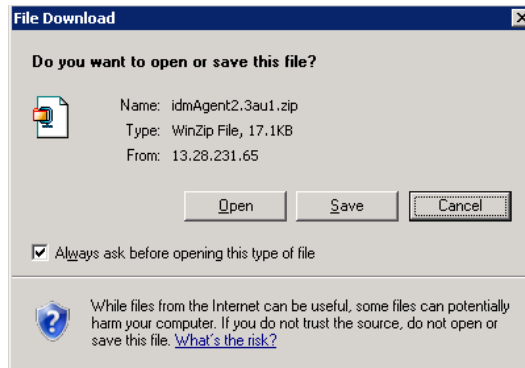 File Download
Do you want to open or save this file?
Name: idmAgent2.3au1.zip
Type: WinZip File, 17.1KB
From: 13.28.231.65
Open Save Cancel
Always ask before opening this type of file
While files from the Internet can be useful, some files can potentially
harm your computer. If you do not trust the source, do not open or
save this file. What's the risk?